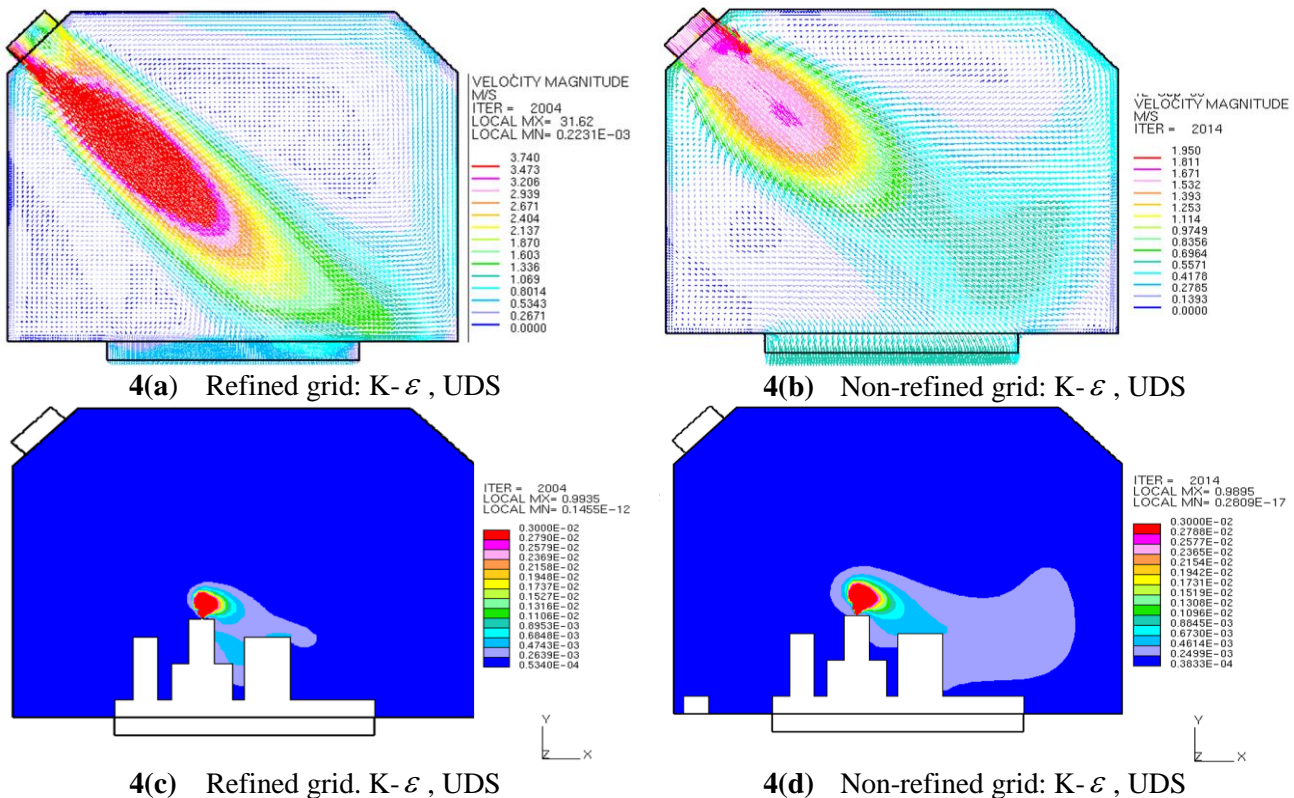 VELOCITY MAGNITUDE
M/S
ITER = 2004
LOCAL MX= 31.62
LOCAL MN= 0.2231E-03
3.740
3.473
3.206
2.939
2.671
2.404
2.137
1.870
1.603
1.336
1.069
0.8014
0.5343
0.2671
0.0000
VELOCITY MAGNITUDE
M/S
ITER = 2014
1.950
1.811
1.671
1.532
1.393
1.253
1.114
0.9749
0.8356
0.6964
0.5571
0.4178
0.2785
0.1393
0.0000
4(a) Refined grid: K-ε , UDS
4(b) Non-refined grid: K-ε , UDS
ITER = 2004
LOCAL MX= 0.9935
LOCAL MN= 0.1455E-12
0.3000E-02
0.2790E-02
0.2579E-02
0.2369E-02
0.2158E-02
0.1948E-02
0.1737E-02
0.1527E-02
0.1316E-02
0.1106E-02
0.8953E-03
0.6848E-03
0.4743E-03
0.2639E-03
0.5340E-04
Y
Z X
ITER = 2014
LOCAL MX= 0.9895
LOCAL MN= 0.2809E-17
0.3000E-02
0.2788E-02
0.2577E-02
0.2365E-02
0.2154E-02
0.1942E-02
0.1731E-02
0.1519E-02
0.1308E-02
0.1096E-02
0.8845E-03
0.6730E-03
0.4614E-03
0.2499E-03
0.3833E-04
Y
Z X
4(c) Refined grid. K-ε , UDS
4(d) Non-refined grid: K-ε , UDS